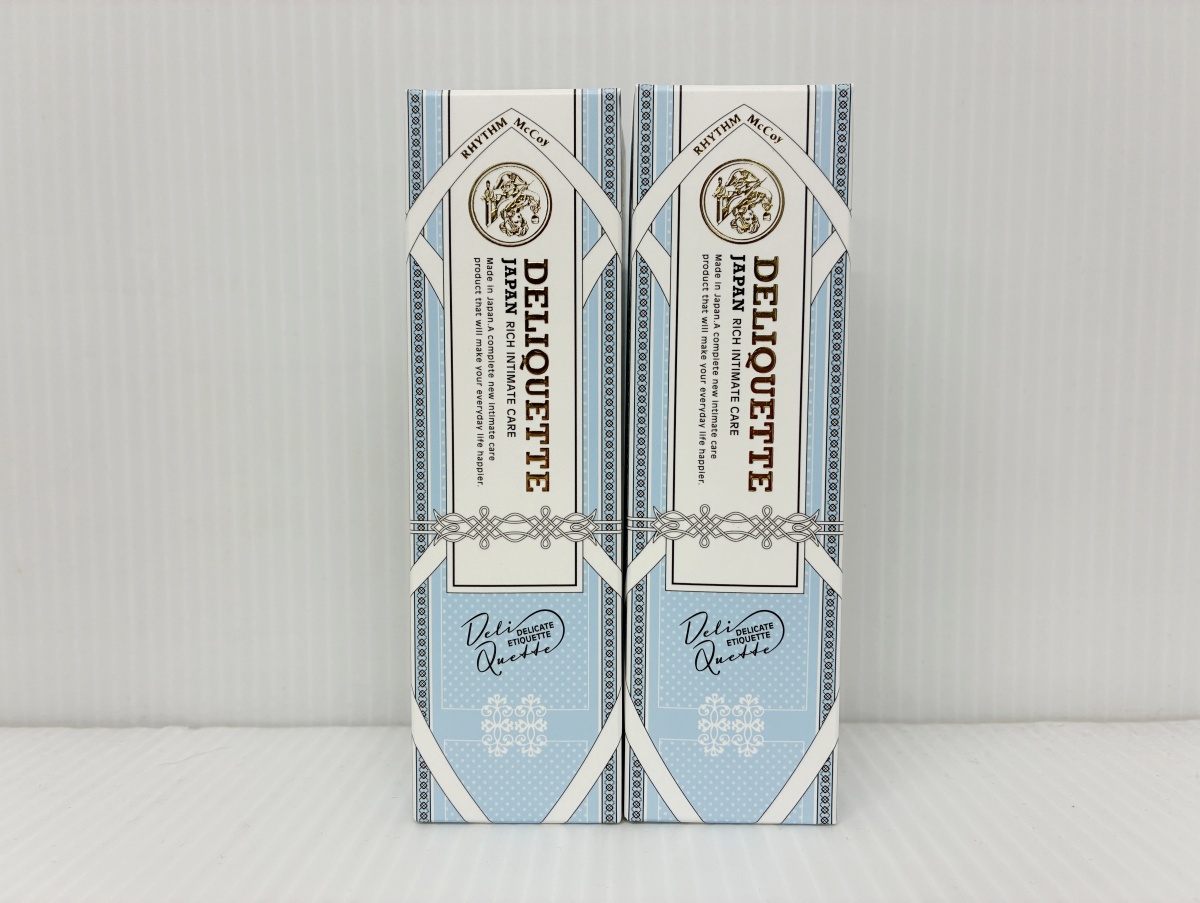 RHYTHM McCoy
DELIQUETTE
JAPAN RICH INTIMATE CARE
Made in Japan.A complete new intimate care
product that will make your everyday life happier.
Deli
Quette
DELICATE
ETIQUETTE
RHYTHM McCoy
DELIQUETTE
JAPAN RICH INTIMATE CARE
Made in Japan.A complete new intimate care
product that will make your everyday life happier.
Deli
Quette
DELICATE
ETIQUETTE